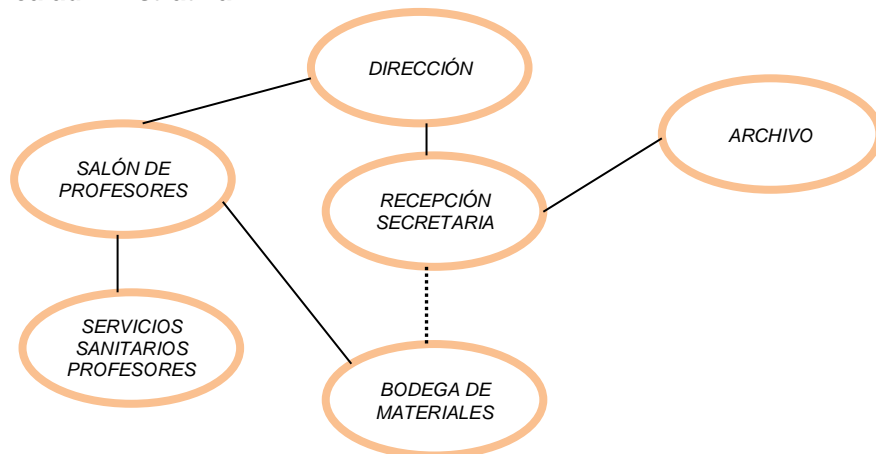 DIRECCIÓN
ARCHIVO
SALÓN DE
PROFESORES
RECEPCIÓN
SECRETARIA
SERVICIOS
SANITARIOS
PROFESORES
BODEGA DE
MATERIALES